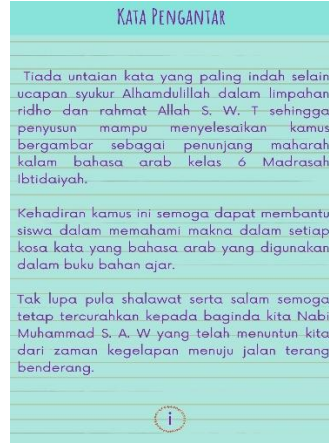 KATA PENGANTAR
Tiada untaian kata yang paling indah selain
ucapan syukur Alhamdulillah dalam limpahan
ridho dan rahmat Allah S. W. T sehingga
penyusun mampu menyelesaikan kamus
bergambar sebagai penunjang maharah
kalam bahasa arab kelas 6 Madrasah
Ibtidaiyah.
Kehadiran kamus ini semoga dapat membantu
siswa dalam memahami makna dalam setiap
kosa kata yang bahasa arab yang digunakan
dalam buku bahan ajar.
Tak lupa pula shalawat serta salam semoga
tetap tercurahkan kepada baginda kita Nabi
Muhammad S. A. W yang telah menuntun kita
dari zaman kegelapan menuju jalan terang
benderang.
i